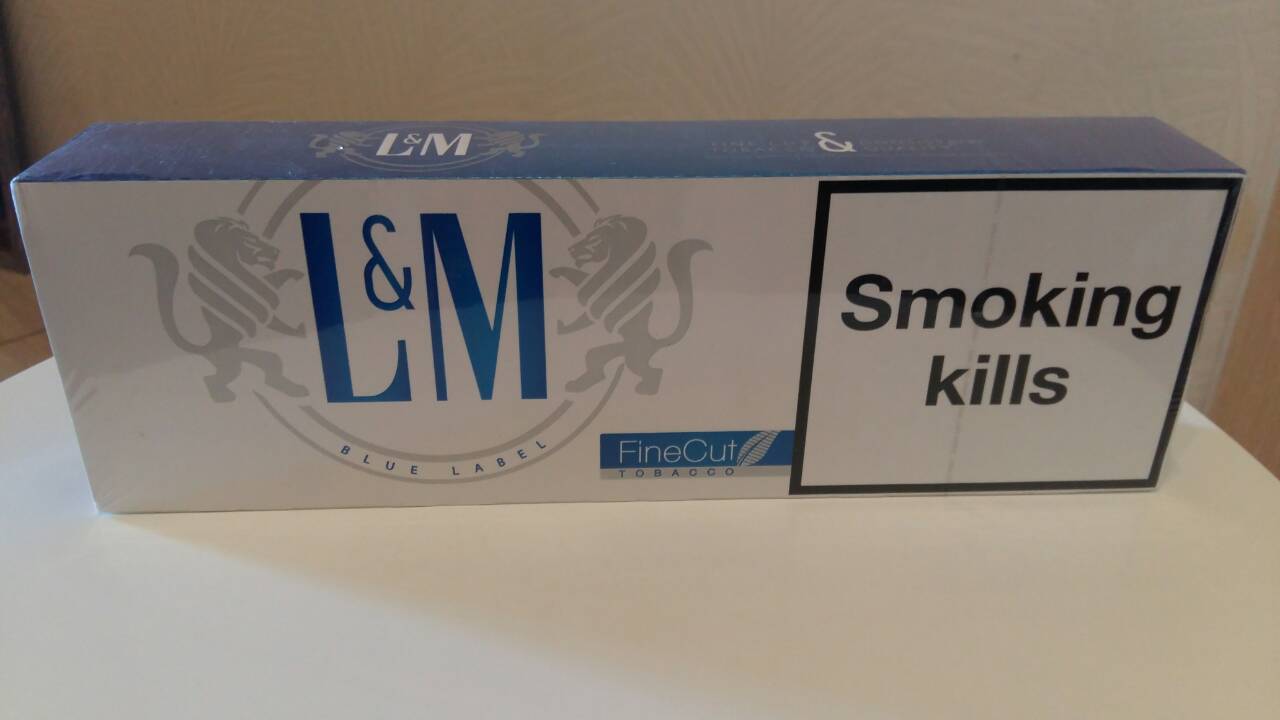 L&M
&
L&M
BLUE LABEL
FineCut
TOBACCO
Smoking
kills